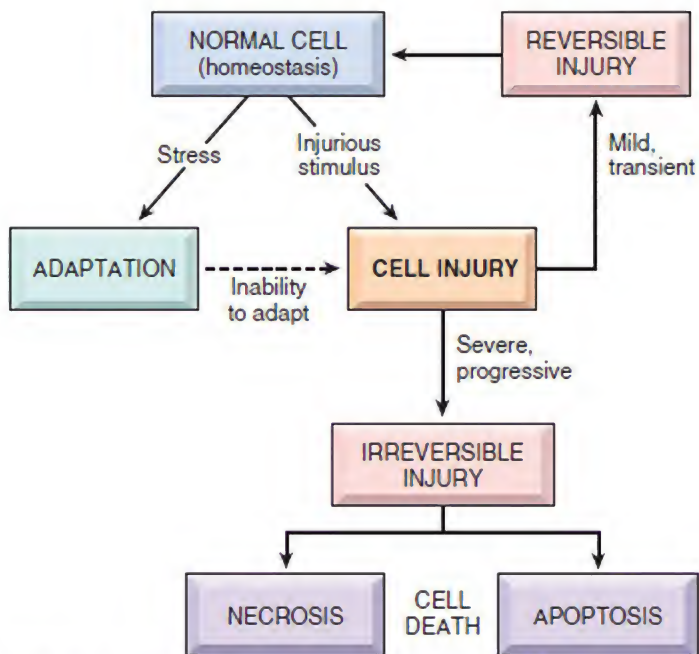 NORMAL CELL
(homeostasis)
REVERSIBLE
INJURY
Stress
Injurious
stimulus
Mild,
transient
ADAPTATION
Inability
to adapt
CELL INJURY
Severe,
progressive
IRREVERSIBLE
INJURY
NECROSIS
CELL
DEATH
APOPTOSIS